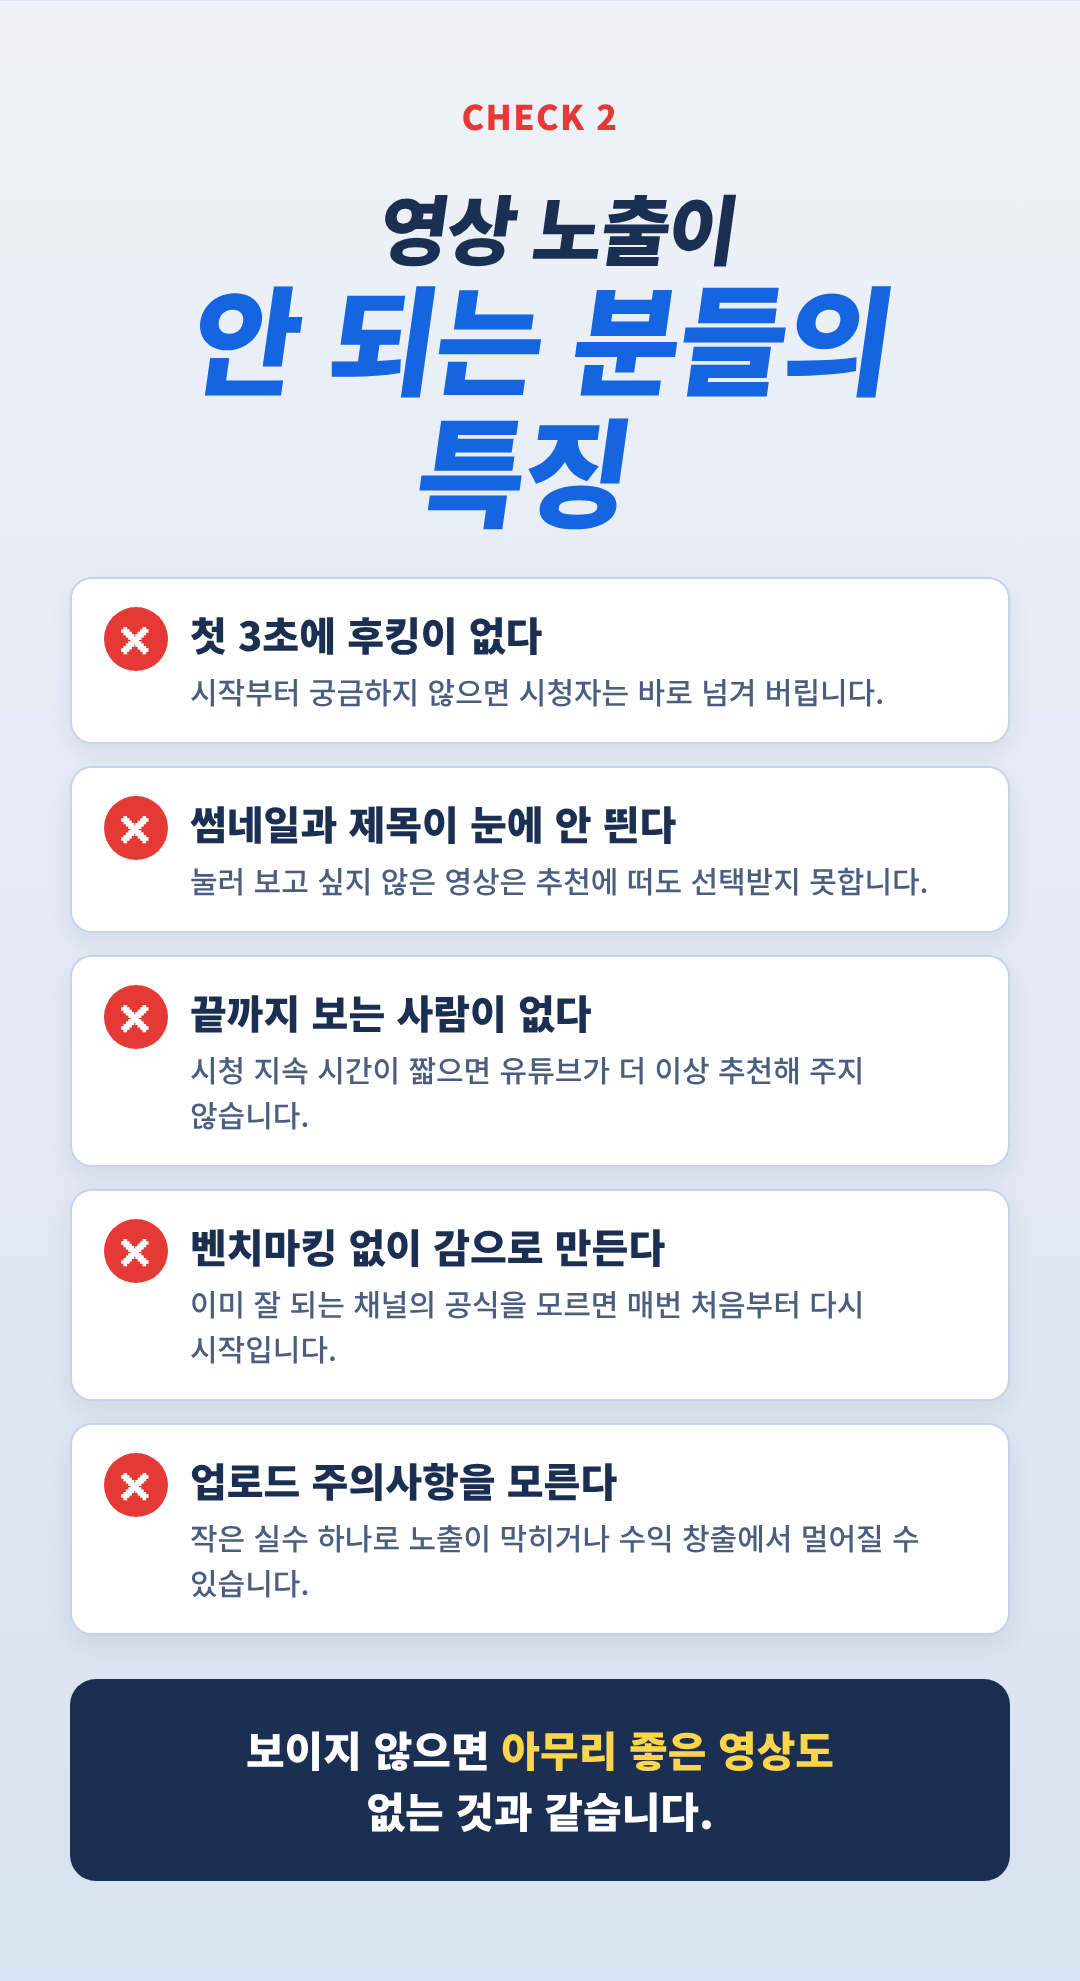 CHECK 2
영상 노출이
안 되는 분들의
특징
첫 3초에 후킹이 없다
시작부터 궁금하지 않으면 시청자는 바로 넘겨 버립니다.
썸네일과 제목이 눈에 안 띈다
눌러 보고 싶지 않은 영상은 추천에 떠도 선택받지 못합니다.
끝까지 보는 사람이 없다
시청 지속 시간이 짧으면 유튜브가 더 이상 추천해 주지
않습니다.
벤치마킹 없이 감으로 만든다
이미 잘 되는 채널의 공식을 모르면 매번 처음부터 다시
시작입니다.
업로드 주의사항을 모른다
작은 실수 하나로 노출이 막히거나 수익 창출에서 멀어질 수
있습니다.
보이지 않으면 아무리 좋은 영상도
없는 것과 같습니다.